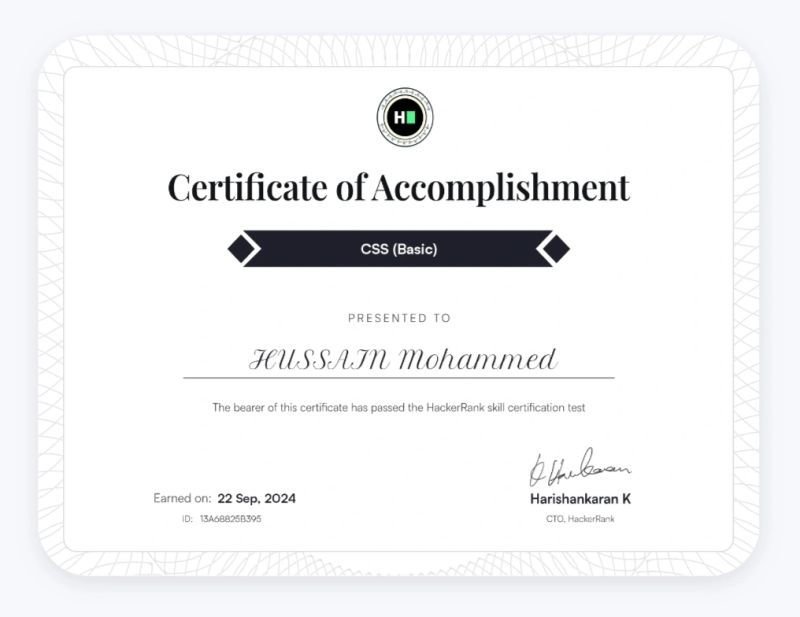 H
Certificate of Accomplishment
CSS (Basic)
PRESENTED TO
HUSSAIN Mohammed
The bearer of this certificate has passed the HackerRank skill certification test
Earned on: 22 Sep, 2024
ID: 13A68825B395
Harishankaran K
CTO, HackerRank